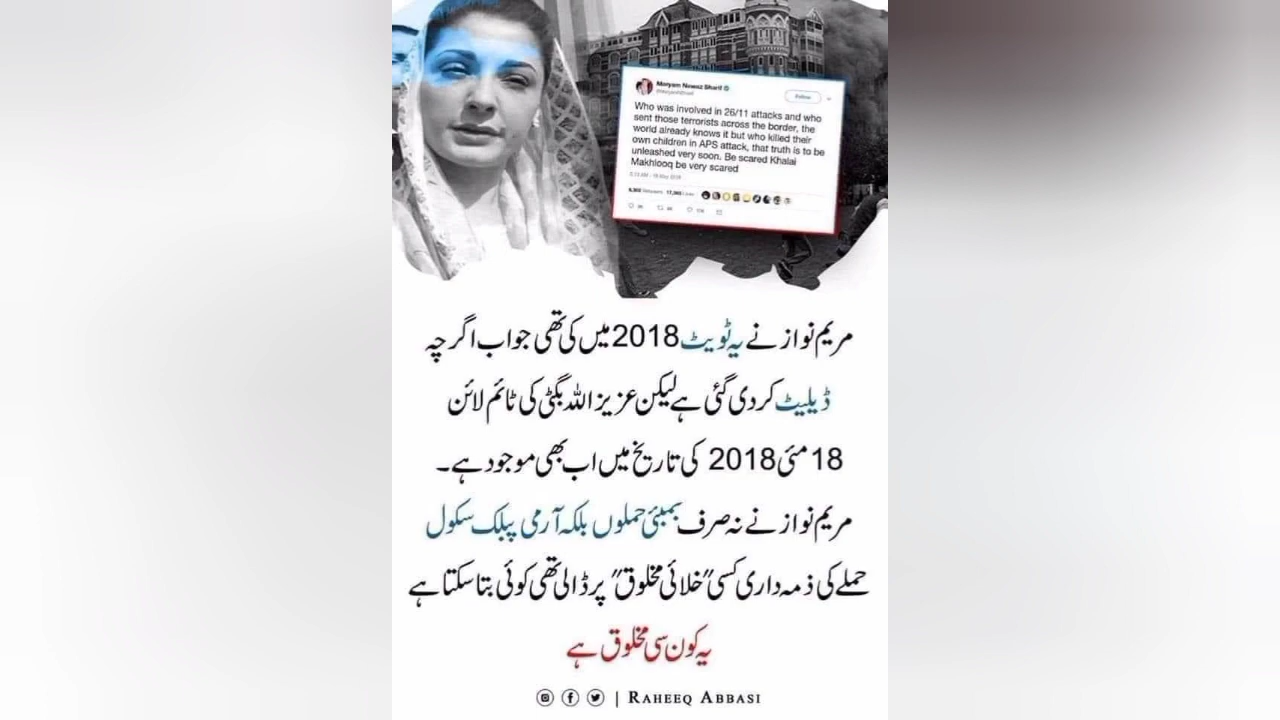 Maryam Nawaz Sharif
@MaryamNSharif
Follow
Who was involved in 26/11 attacks and who
sent those terrorists across the border, the
world already knows it but who killed their
own children in APS attack, that truth is to be
unleashed very soon. Be scared Khalai
Makhlooq be very scared
مریم نواز نے یہ ٹویٹ 2018 میں کی تھی جو اب اگرچہ
ڈیلیٹ کر دی گئی ہے لیکن عزیز اللہ بگٹی کی ٹائم لائن
18 مئی 2018 کی تاریخ میں اب بھی موجود ہے۔
مریم نواز نے نہ صرف بمبئی حملوں بلکہ آرمی پبلک سکول
حملے کی ذمہ داری کسی "خلائی مخلوق" پر ڈالی تھی کوئی بتا سکتا ہے
یہ کون سی مخلوق ہے
| RAHEEQ ABBASI